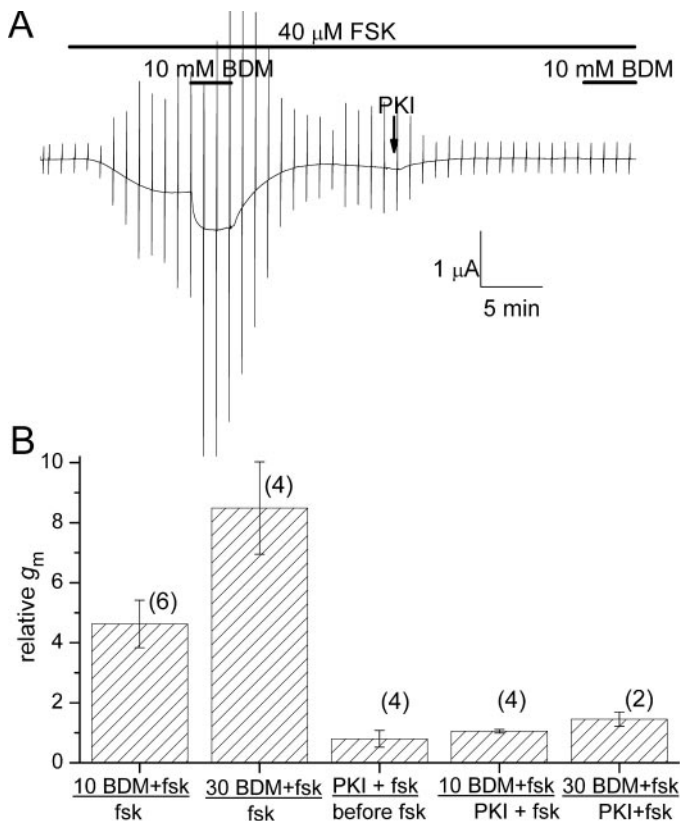 A
40 μM FSK
10 mM BDM
10 mM BDM
PKI
1 μA
5 min
B
relative gm
10
8
6
4
2
0
(6)
(4)
(4)
(4)
(2)
10 BDM+fsk
fsk
30 BDM+fsk
fsk
PKI + fsk
before fsk
10 BDM+fsk
PKI + fsk
30 BDM+fsk
PKI+fsk